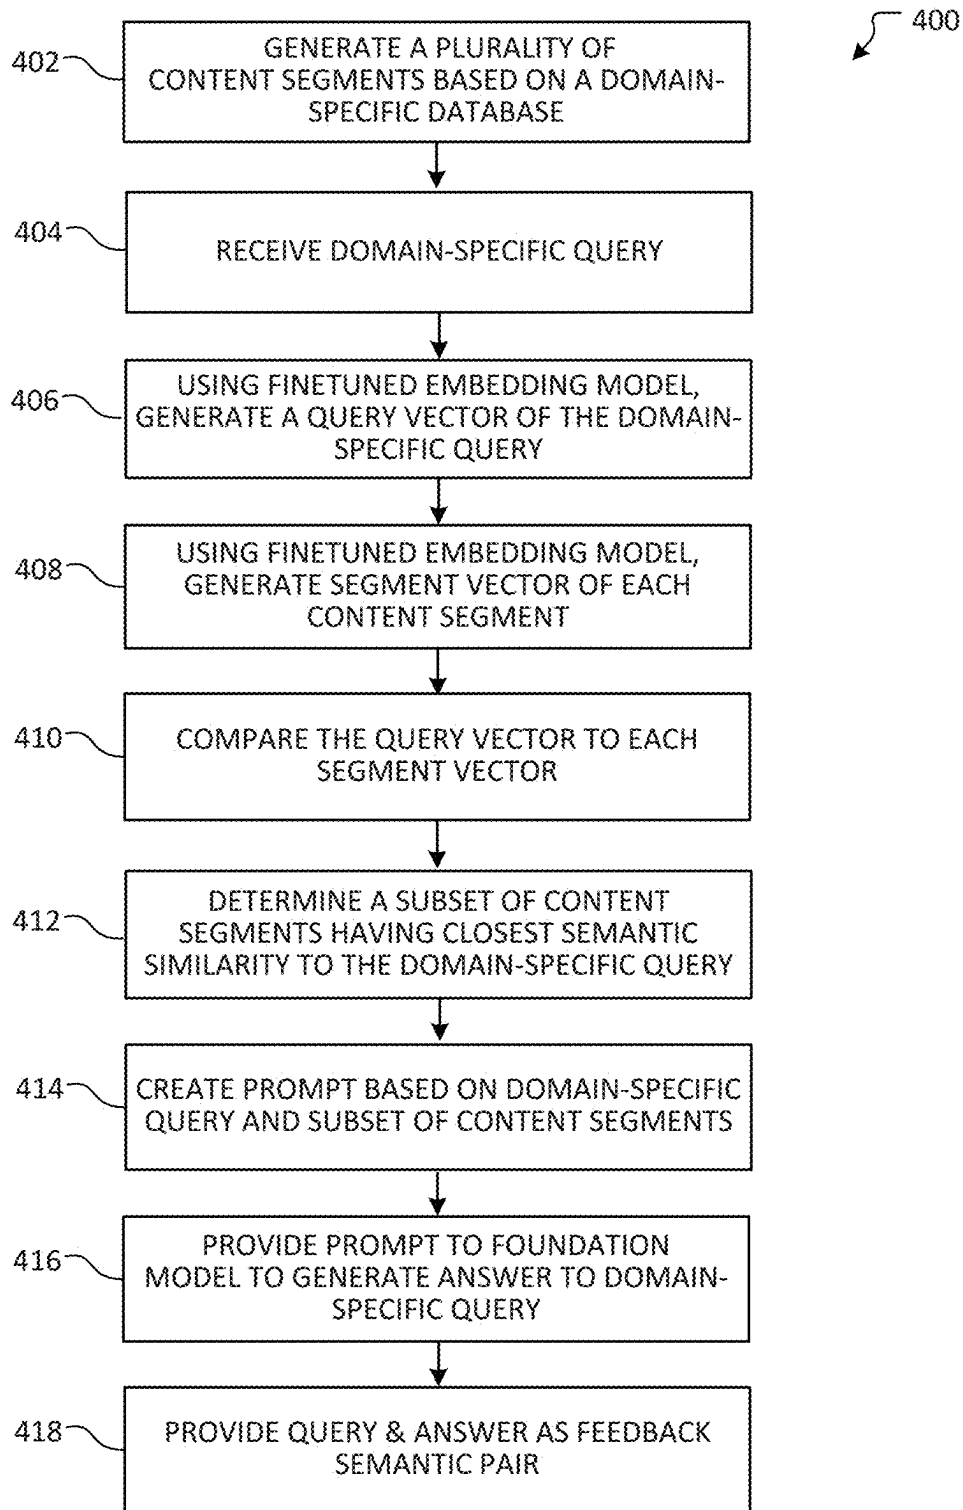 400
402
GENERATE A PLURALITY OF
CONTENT SEGMENTS BASED ON A DOMAIN-
SPECIFIC DATABASE
404
RECEIVE DOMAIN-SPECIFIC QUERY
406
USING FINETUNED EMBEDDING MODEL,
GENERATE A QUERY VECTOR OF THE DOMAIN-
SPECIFIC QUERY
408
USING FINETUNED EMBEDDING MODEL,
GENERATE SEGMENT VECTOR OF EACH
CONTENT SEGMENT
410
COMPARE THE QUERY VECTOR TO EACH
SEGMENT VECTOR
412
DETERMINE A SUBSET OF CONTENT
SEGMENTS HAVING CLOSEST SEMANTIC
SIMILARITY TO THE DOMAIN-SPECIFIC QUERY
414
CREATE PROMPT BASED ON DOMAIN-SPECIFIC
QUERY AND SUBSET OF CONTENT SEGMENTS
416
PROVIDE PROMPT TO FOUNDATION
MODEL TO GENERATE ANSWER TO DOMAIN-
SPECIFIC QUERY
418
PROVIDE QUERY & ANSWER AS FEEDBACK
SEMANTIC PAIR